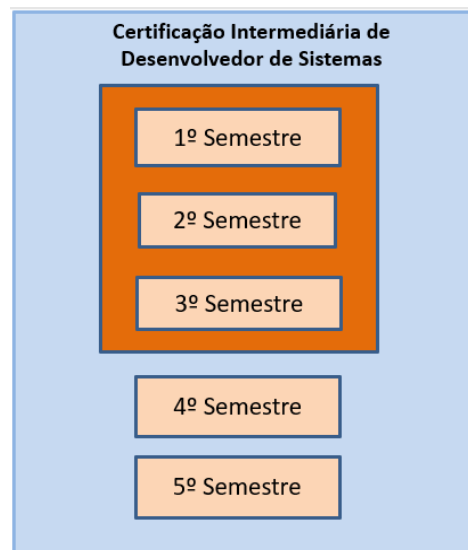 Certificação Intermediária de
Desenvolvedor de Sistemas
1º Semestre
2º Semestre
3º Semestre
4º Semestre
5º Semestre